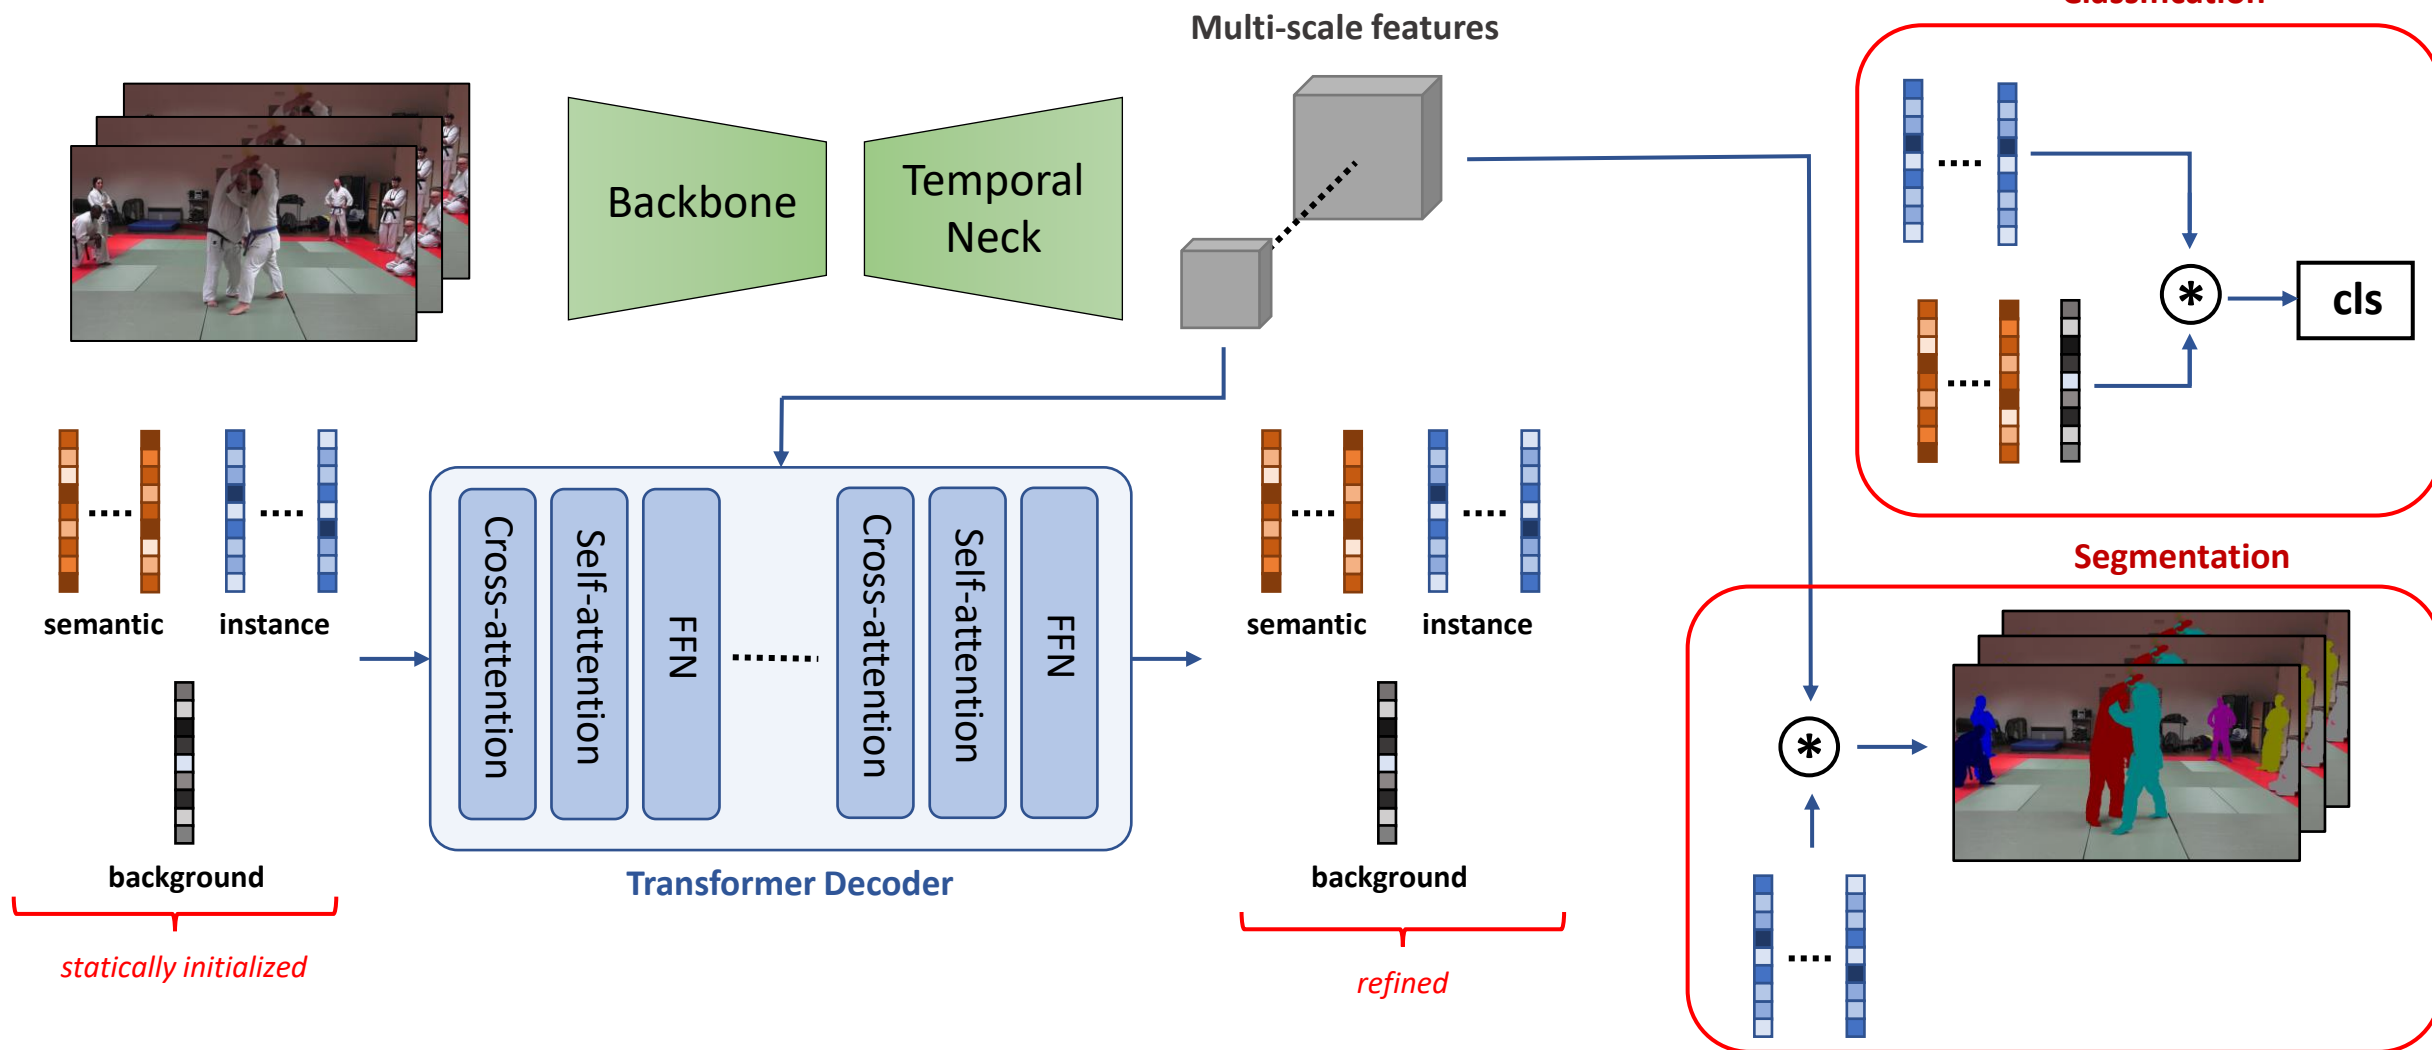 Classification
Multi-scale features
Backbone
Temporal
Neck
*
cls
semantic
instance
background
statically initialized
Cross-attention
Self-attention
FFN
Cross-attention
Self-attention
FFN
Transformer Decoder
semantic
instance
background
refined
Segmentation
*